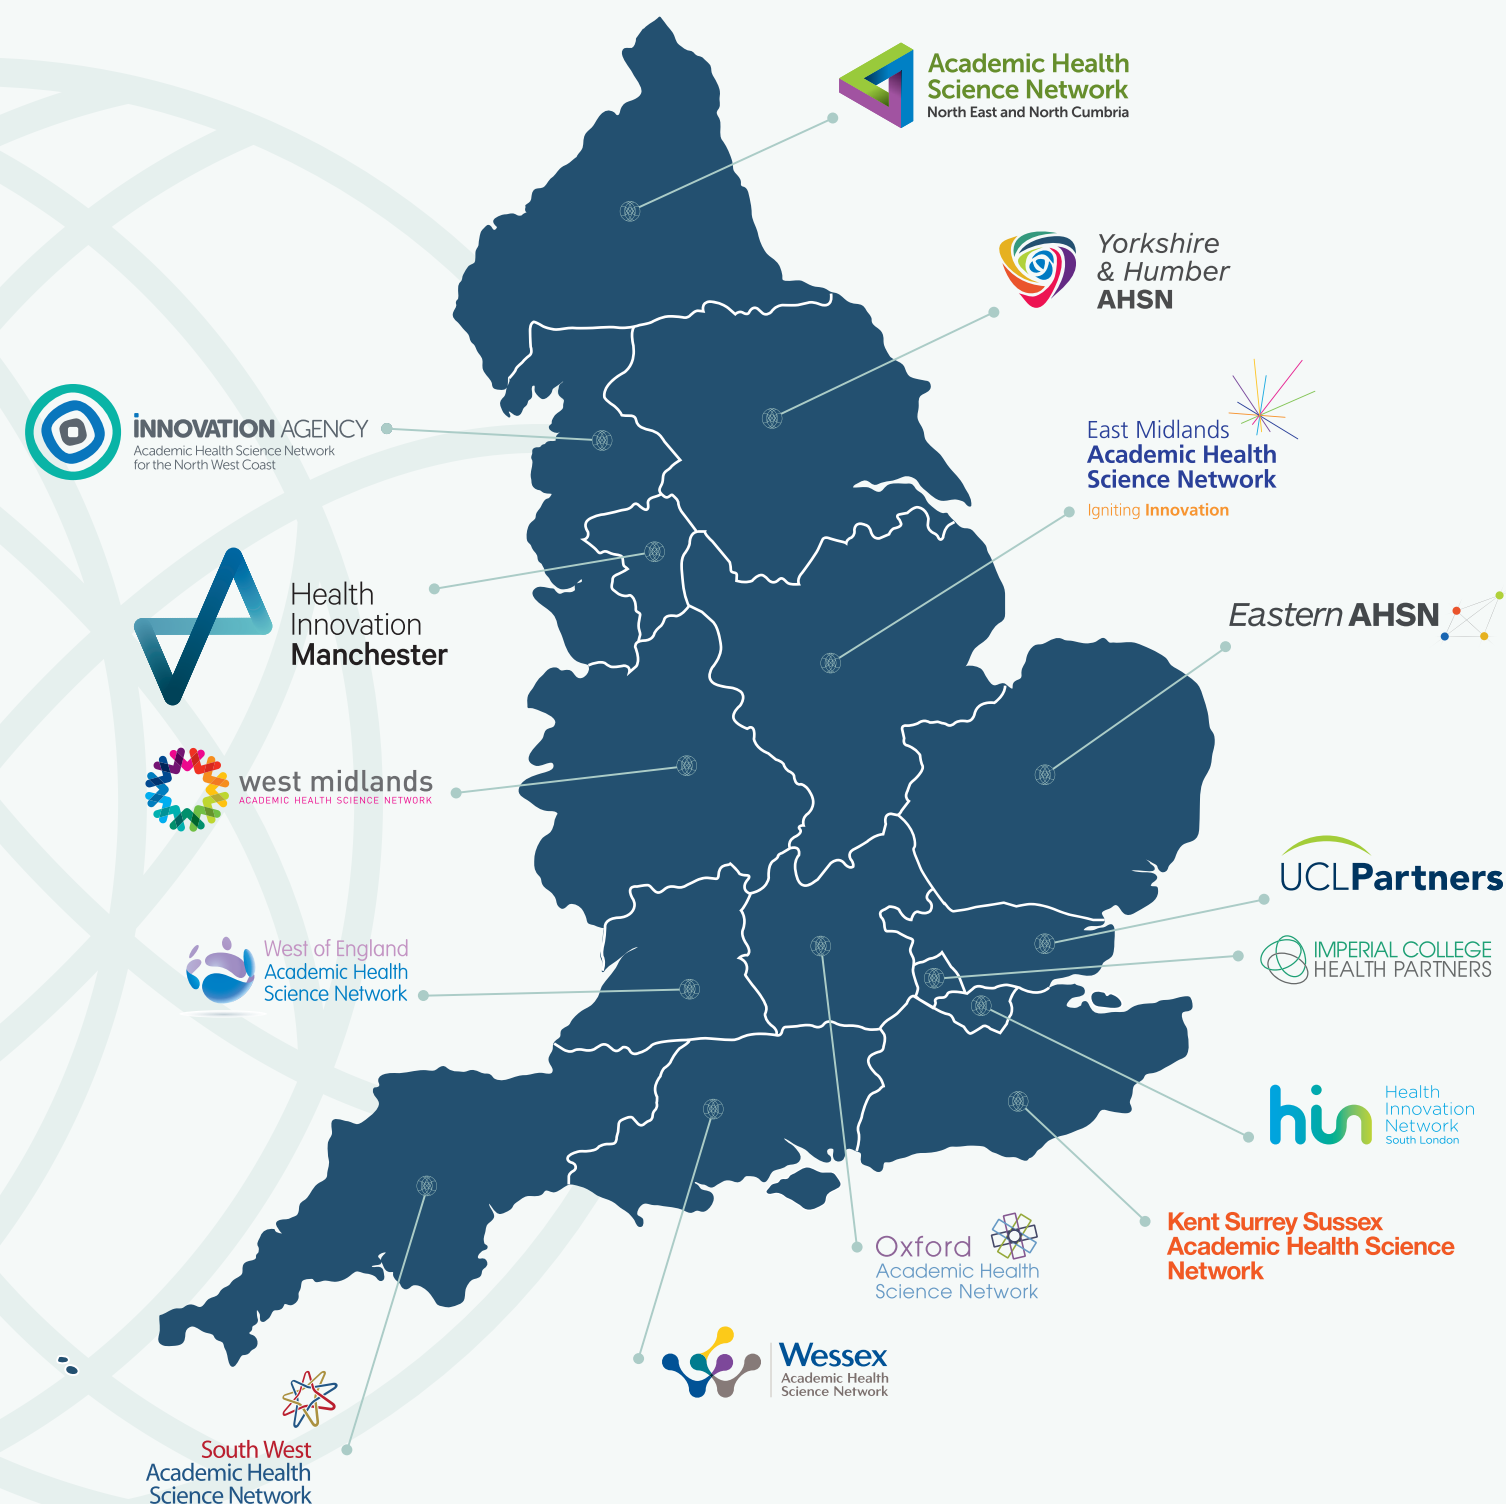 Academic Health
Science Network
North East and North Cumbria
Yorkshire
& Humber
AHSN
East Midlands
Academic Health
Science Network
Igniting Innovation
INNOVATION AGENCY
Academic Health Science Network
for the North West Coast
Health
Innovation
Manchester
Eastern AHSN
west midlands
ACADEMIC HEALTH SCIENCE NETWORK
UCLPartners
West of England
Academic Health
Science Network
IMPERIAL COLLEGE
HEALTH PARTNERS
hin
Health
Innovation
Network
South London
Kent Surrey Sussex
Academic Health Science
Network
Oxford
Academic Health
Science Network
Wessex
Academic Health
Science Network
South West
Academic Health
Science Network